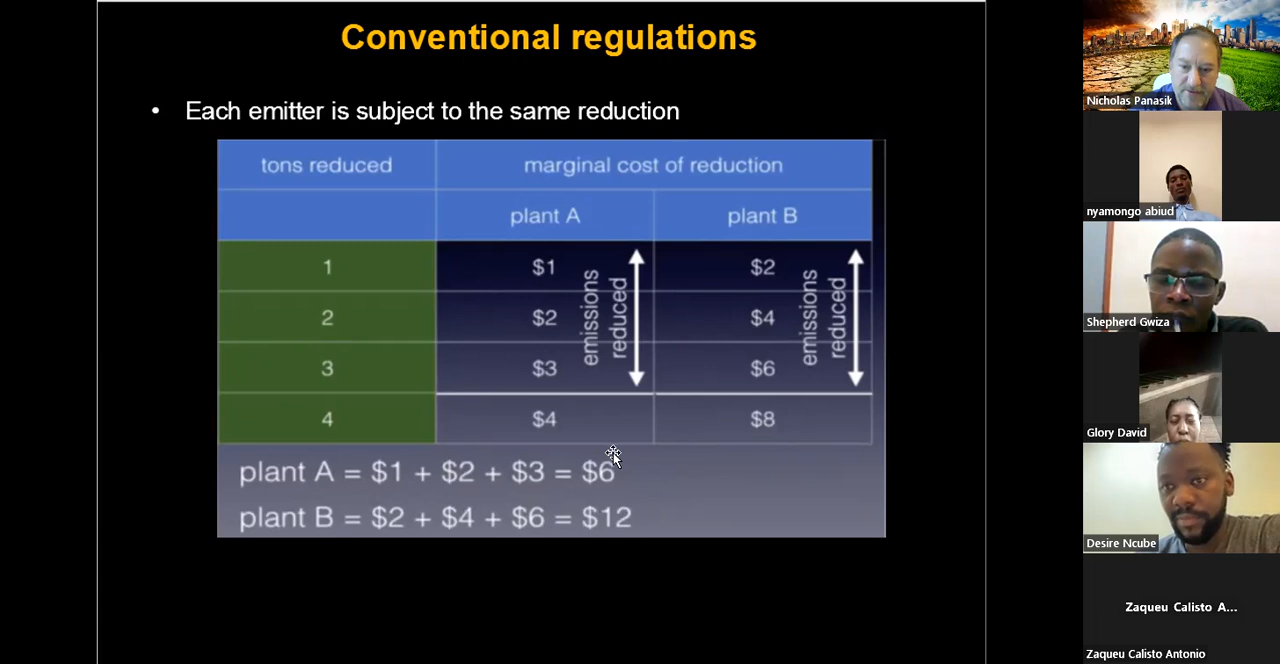 Conventional regulations
• Each emitter is subject to the same reduction
tons reduced marginal cost of reduction
plant A plant B
1 $1 $2
2 $2 $4
3 $3 $6
4 $4 $8
emissions
reduced
emissions
reduced
plant A = $1 + $2 + $3 = $6
plant B = $2 + $4 + $6 = $12
Nicholas Panasik
nyamongo abiud
Shepherd Gwiza
Glory David
Desire Ncube
Zaqueu Calisto A...
Zaqueu Calisto Antonio